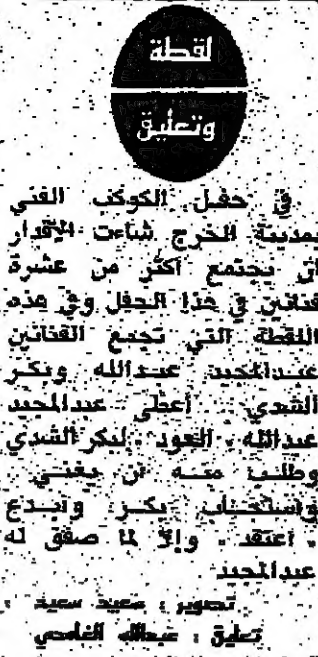 لقطة
وتعليق
في حفل الكوكب الفني
بمدينة الخرج شاءت الأقدار
أن يجتمع أكثر من عشرة
فنانين في هذا الحفل وفي هذه
اللقطة التي تجمع الفنانين
عبدالمجيد عبدالله وبكر
الشدي . أعطى عبدالمجيد
عبدالله . العود . لبكر الشدي
وطلب منه أن يغني
واستجاب بكر . وأبدع
. أعتقد . وإلا لما صفق له
عبدالمجيد
تصوير : سعيد سعيد .
تعليق : عبدالله الغامدي